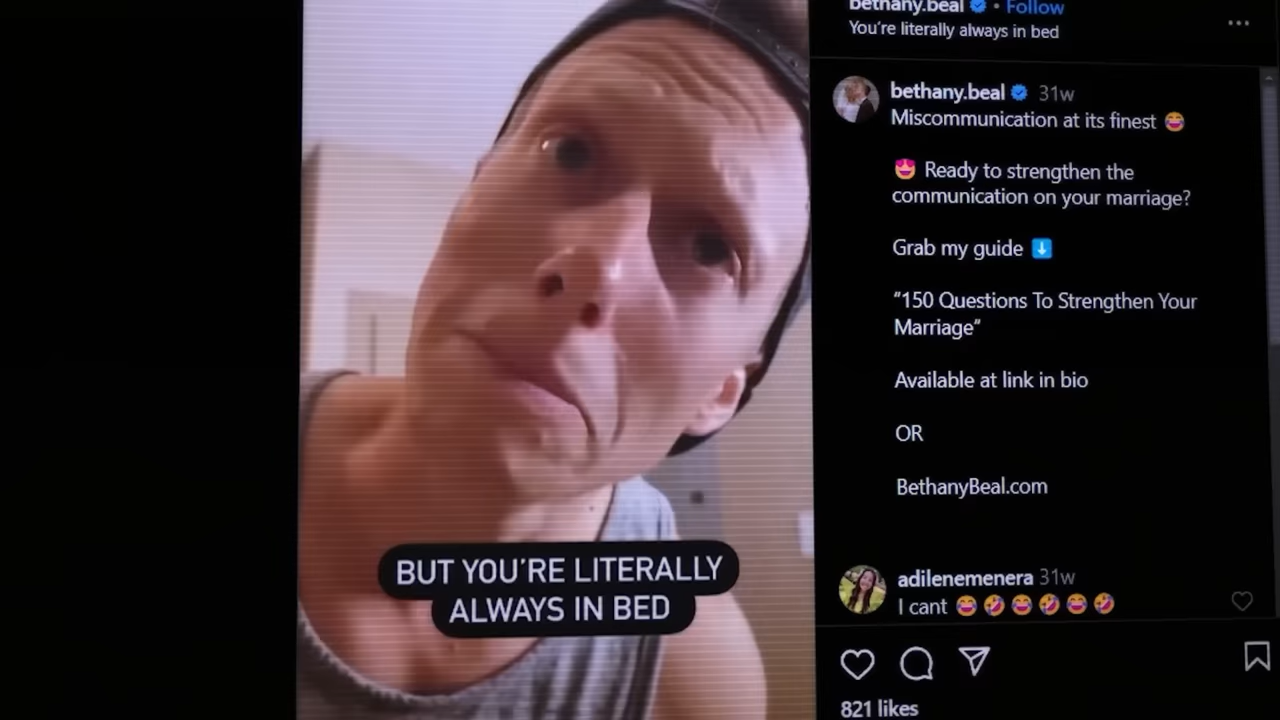 bethany.beal • Follow
You're literally always in bed
bethany.beal 31w
Miscommunication at its finest 😂
😍 Ready to strengthen the
communication on your marriage?
Grab my guide ⬇️
"150 Questions To Strengthen Your
Marriage"
Available at link in bio
OR
BethanyBeal.com
BUT YOU'RE LITERALLY
ALWAYS IN BED
adilenemenera 31w
I cant 😂🤣😂🤣😂🤣
821 likes